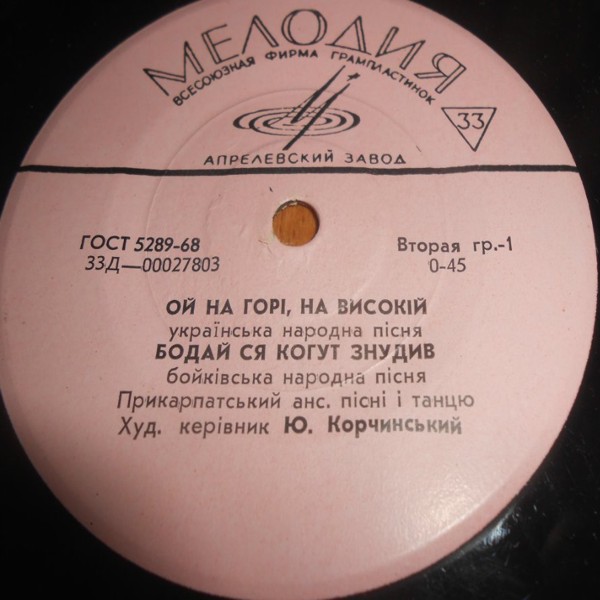 МЕЛОДИЯ
ВСЕСОЮЗНАЯ ФИРМА ГРАМПЛАСТИНОК
33
АПРЕЛЕВСКИЙ ЗАВОД
ГОСТ 5289-68 Вторая гр.-1
33Д—00027803 0-45
ОЙ НА ГОРІ, НА ВИСОКІЙ
українська народна пісня
БОДАЙ СЯ КОГУТ ЗНУДИВ
бойківська народна пісня
Прикарпатський анс. пісні і танцю
Худ. керівник Ю. Корчинський